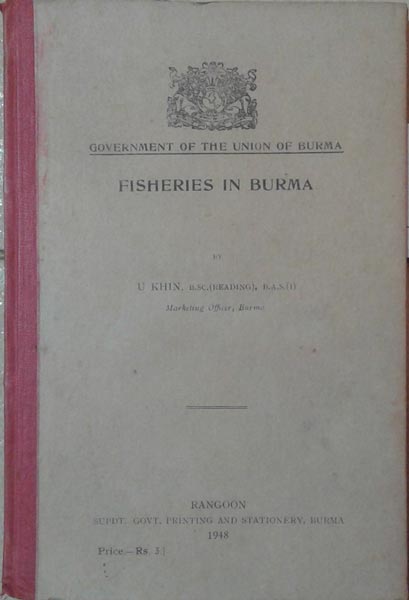 GOVERNMENT OF THE UNION OF BURMA
FISHERIES IN BURMA
BY
U KHIN, B.SC.(READING), B.A.S.(I)
Marketing Officer, Burma
RANGOON
SUPDT. GOVT. PRINTING AND STATIONERY, BURMA
1948
Price,—Rs. 3]